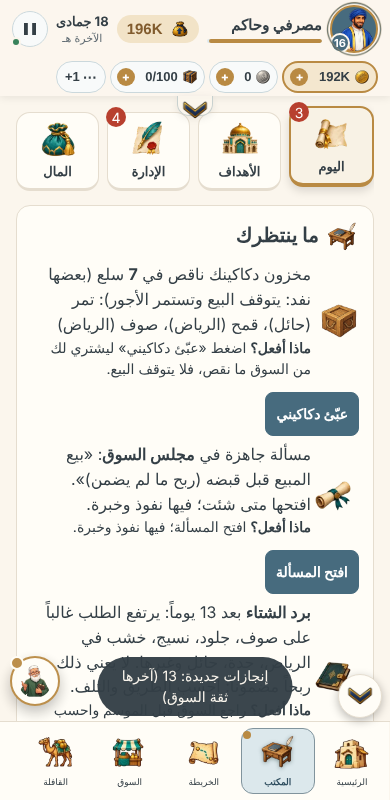 مصرفي وحاكم
16
196K
18 جمادى
الآخرة هـ
192K
0
0/100
+1 ⋯
3
اليوم
الأهداف
4
الإدارة
المال
ما ينتظرك
مخزون دكاكينك ناقص في 7 سلع (بعضها
نفد: يتوقف البيع وتستمر الأجور): تمر
(حائل)، قمح (الرياض)، صوف (الرياض)
ماذا أفعل؟ اضغط «عبّئ دكاكيني» ليشتري لك
من السوق ما نقص، فلا يتوقف البيع.
عبّئ دكاكيني
مسألة جاهزة في مجلس السوق: «بيع
المبيع قبل قبضه (ربح ما لم يضمن)».
افتحها متى شئت؛ فيها نفوذ وخبرة.
ماذا أفعل؟ افتح المسألة؛ فيها نفوذ وخبرة.
افتح المسألة
برد الشتاء بعد 13 يوماً: يرتفع الطلب غالباً
على صوف، جلود، نسيج، خشب في
إنجازات جديدة: 13 (آخرها
ثقة السوق)
الرئيسية
المكتب
الخريطة
السوق
القافلة